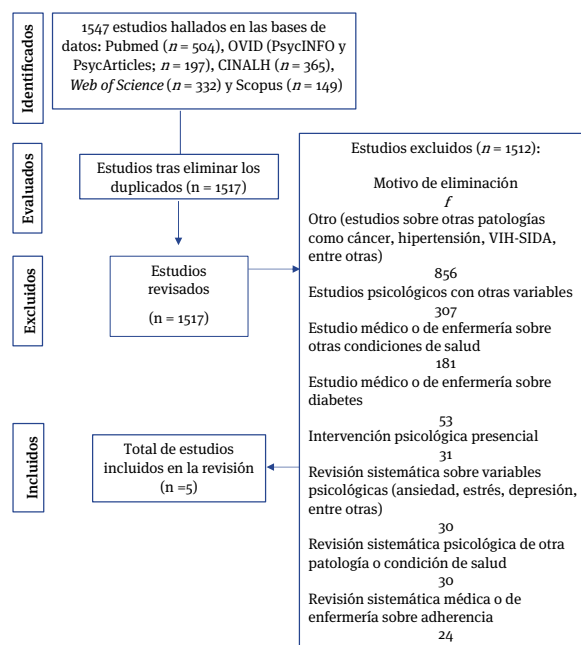 1547 estudios hallados en las bases de
datos: Pubmed (n = 504), OVID (PsycINFO y
PsycArticles; n = 197), CINALH (n = 365),
Web of Science (n = 332) y Scopus (n = 149)
Identificados
Estudios tras eliminar los
duplicados (n = 1517)
Evaluados
Estudios
revisados
(n = 1517)
Excluidos
Estudios excluidos (n = 1512):
Motivo de eliminación
f
Otro (estudios sobre otras patologías
como cáncer, hipertensión, VIH-SIDA,
entre otras)
856
Estudios psicológicos con otras variables
307
Estudio médico o de enfermería sobre
otras condiciones de salud
181
Estudio médico o de enfermería sobre
diabetes
53
Intervención psicológica presencial
31
Revisión sistemática sobre variables
psicológicas (ansiedad, estrés, depresión,
entre otras)
30
Revisión sistemática psicológica de otra
patología o condición de salud
30
Revisión sistemática médica o de
enfermería sobre adherencia
24
Total de estudios
incluidos en la revisión
(n =5)
Incluidos